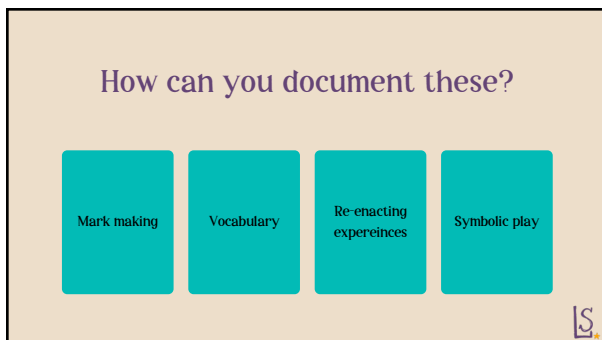 How can you document these?
Mark making
Vocabulary
Re-enacting
expereinces
Symbolic play
LS